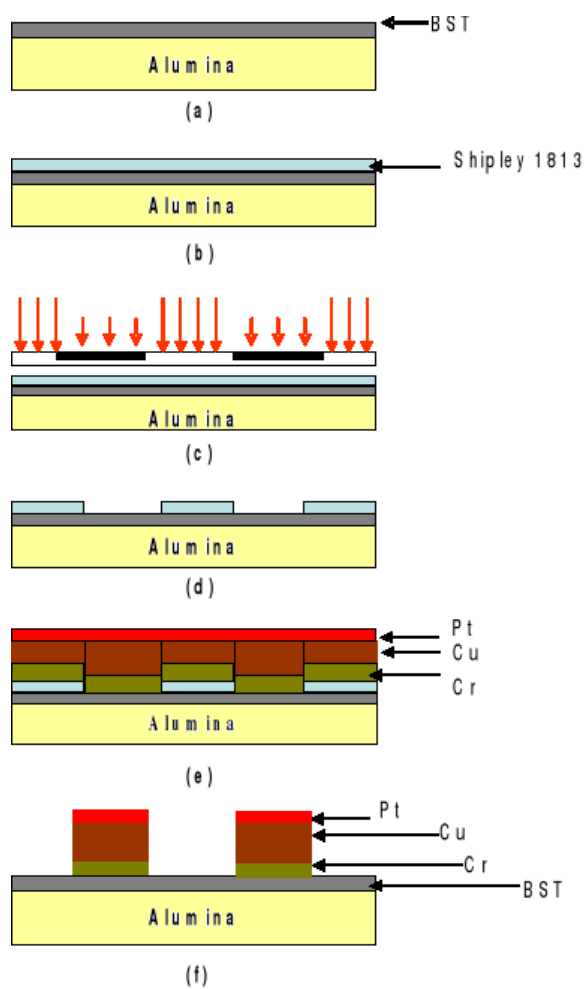 BST
Alumina
(a)
Shipley 1813
Alumina
(b)
Alumina
(c)
Alumina
(d)
Pt
Cu
Cr
Alumina
(e)
Pt
Cu
Cr
BST
Alumina
(f)